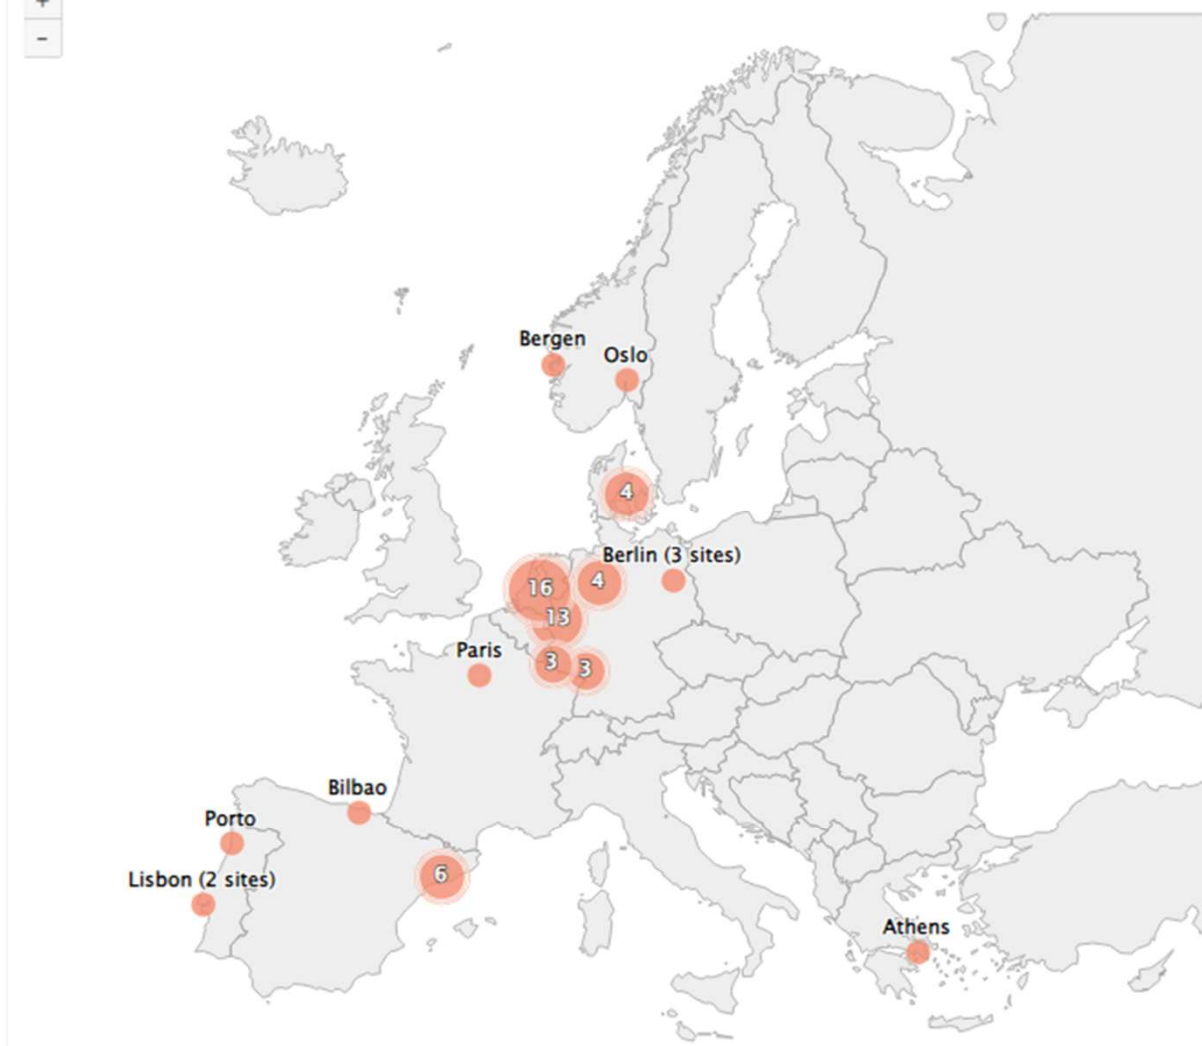 +
-
Bergen
Oslo
4
Berlin (3 sites)
16
4
13
Paris
3
3
Bilbao
Porto
6
Lisbon (2 sites)
Athens